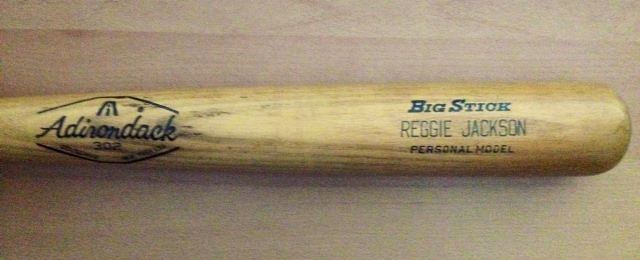 Adirondack
302
BIG STICK
REGGIE JACKSON
PERSONAL MODEL